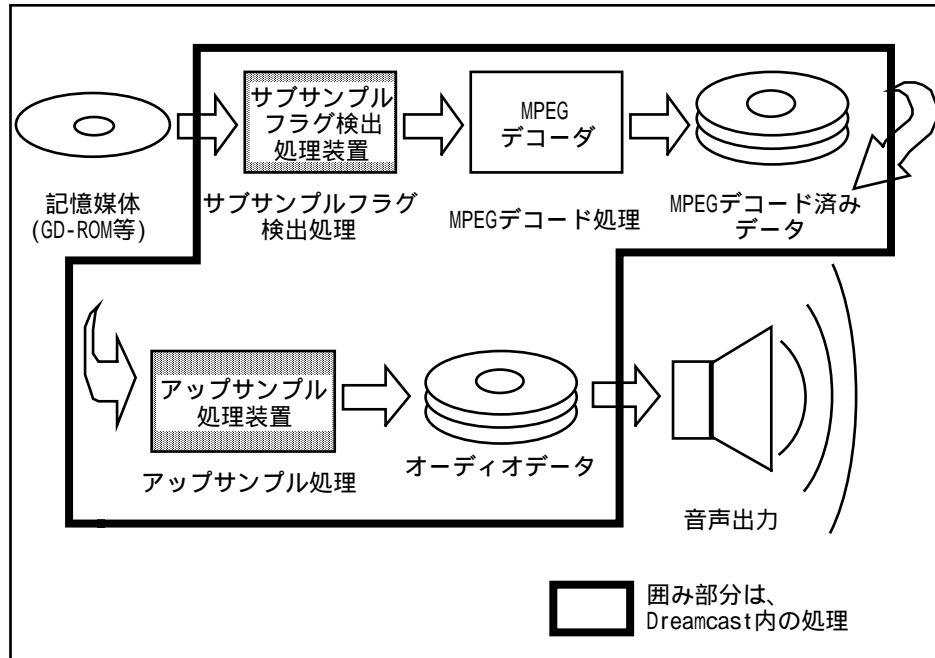 サブサンプル
フラグ検出
処理装置
MPEG
デコーダ
記憶媒体
(GD-ROM等)
サブサンプルフラグ
検出処理
MPEGデコード処理
MPEGデコード済み
データ
アップサンプル
処理装置
アップサンプル処理
オーディオデータ
音声出力
囲み部分は、
Dreamcast内の処理